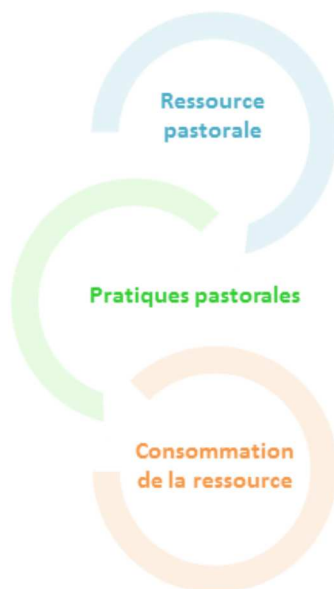 Ressource
pastorale
Pratiques pastorales
Consommation
de la ressource